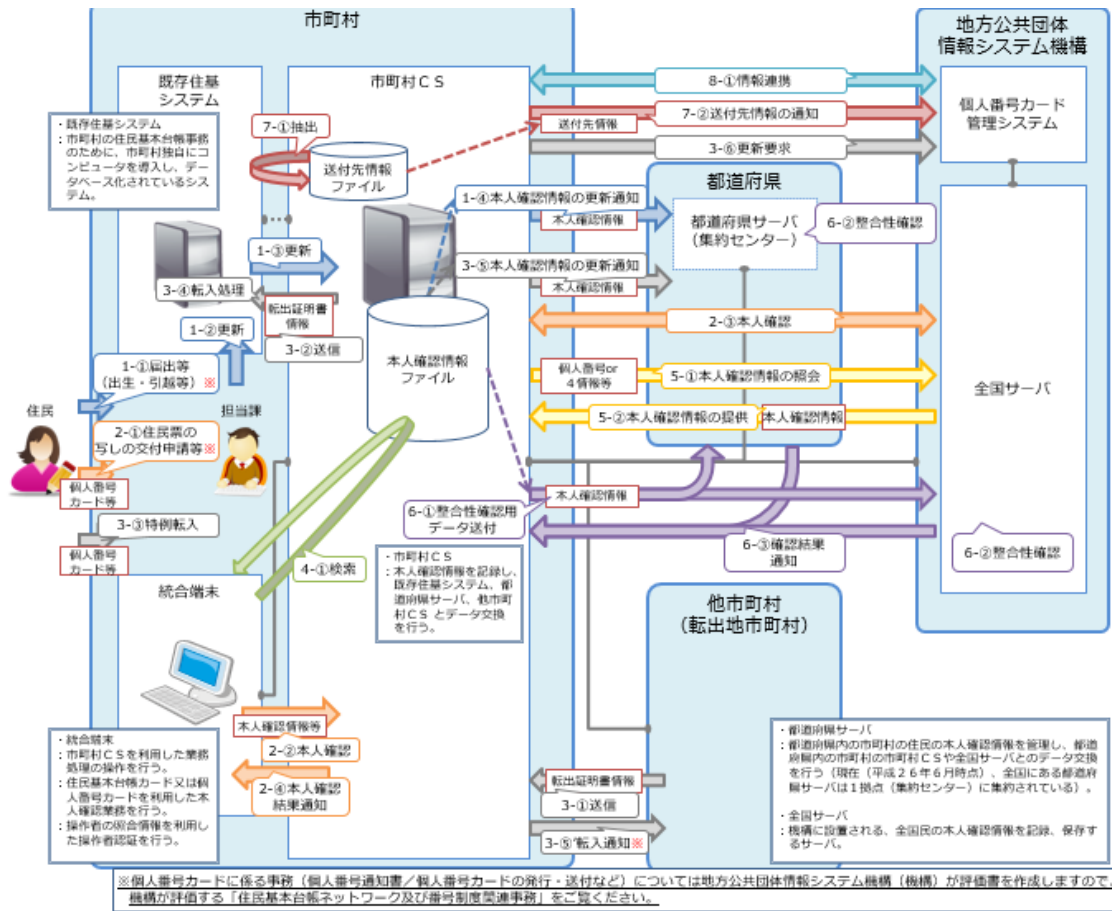 市町村
地方公共団体
情報システム機構
既存住基
システム
市町村CS
個人番号カード
管理システム
・既存住基システム
:市町村の住民基本台帳事務
のために、市町村独自にコ
ンピュータを導入し、デー
タベース化されているシス
テム。
7-①抽出
送付先情報
ファイル
8-①情報連携
送付先情報
7-②送付先情報の通知
3-⑥更新要求
都道府県
1-④本人確認情報の更新通知
本人確認情報
都道府県サーバ
(集約センター)
6-②整合性確認
1-③更新
3-⑤本人確認情報の更新通知
本人確認情報
3-④転入処理
転出証明書
情報
3-②送信
1-②更新
2-③本人確認
本人確認情報
ファイル
1-①届出等
(出生・引越等)※
個人番号or
4情報等
5-①本人確認情報の照会
全国サーバ
住民
担当課
5-②本人確認情報の提供
本人確認情報
2-①住民票の
写しの交付申請等※
個人番号
カード等
本人確認情報
6-①整合性確認用
データ送付
3-③特例転入
個人番号
カード等
6-③確認結果
通知
6-②整合性確認
4-①検索
・市町村CS
:本人確認情報を記録し、
既存住基システム、都
道府県サーバ、他市町
村CSとデータ交換
を行う。
統合端末
他市町村
(転出地市町村)
本人確認情報等
2-②本人確認
2-④本人確認
結果通知
・統合端末
:市町村CSを利用した業務
処理の操作を行う。
:住民基本台帳カード又は個
人番号カードを利用した本
人確認業務を行う。
:操作者の照合情報を利用し
た操作者認証を行う。
転出証明書情報
3-①送信
3-⑤'転入通知※
・都道府県サーバ
:都道府県内の市町村の住民の本人確認情報を管理し、都道
府県内の市町村の市町村CSや全国サーバとのデータ交換
を行う(現在(平成26年6月時点)、全国にある都道府
県サーバは1拠点(集約センター)に集約されている)。
・全国サーバ
:機構に設置される、全国民の本人確認情報を記録、保存す
るサーバ。
※個人番号カードに係る事務(個人番号通知書/個人番号カードの発行・送付など)については地方公共団体情報システム機構(機構)が評価書を作成しますので、
機構が評価する「住民基本台帳ネットワーク及び番号制度関連事務」をご覧ください。